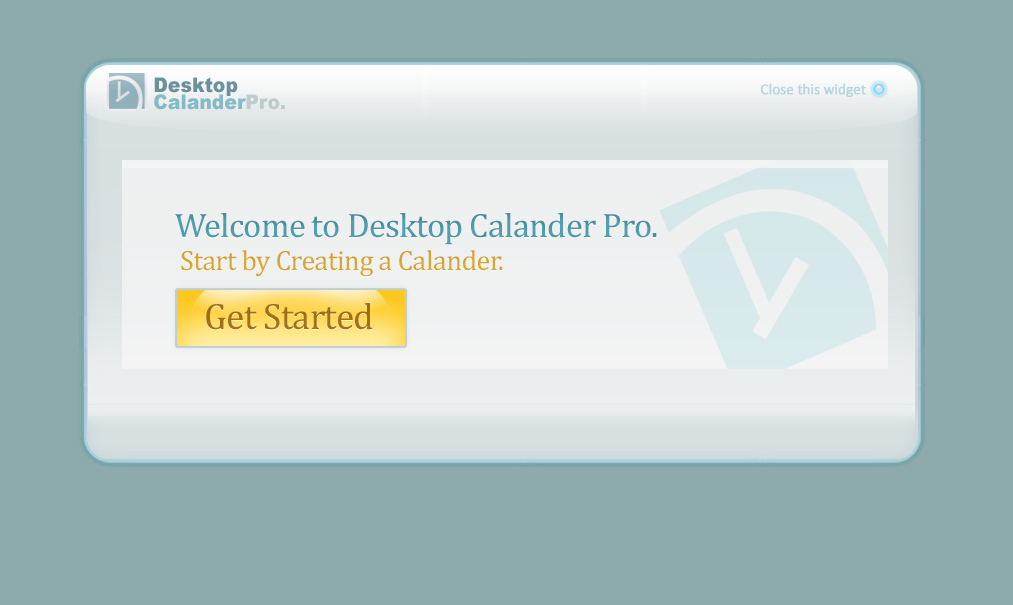 Desktop
CalanderPro.
Close this widget
Welcome to Desktop Calander Pro.
Start by Creating a Calander.
Get Started